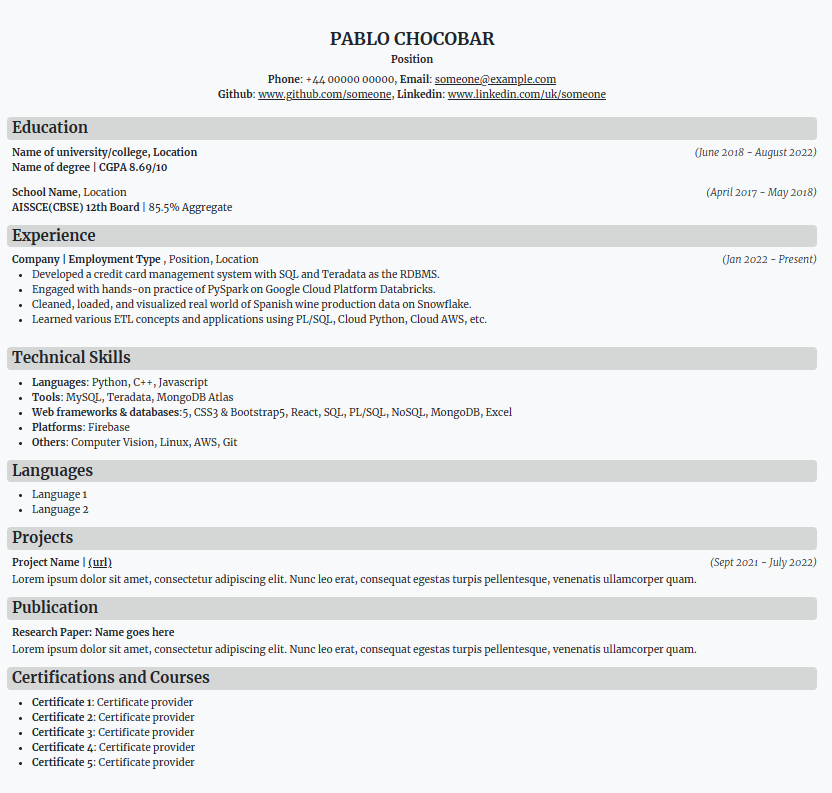 PABLO CHOCOBAR
Position
Phone: +44 00000 00000, Email: someone@example.com
Github: www.github.com/someone, Linkedin: www.linkedin.com/uk/someone
Education
Name of university/college, Location (June 2018 - August 2022)
Name of degree | CGPA 8.69/10
School Name, Location (April 2017 - May 2018)
AISSCE(CBSE) 12th Board | 85.5% Aggregate
Experience
Company | Employment Type , Position, Location (Jan 2022 - Present)
• Developed a credit card management system with SQL and Teradata as the RDBMS.
• Engaged with hands-on practice of PySpark on Google Cloud Platform Databricks.
• Cleaned, loaded, and visualized real world of Spanish wine production data on Snowflake.
• Learned various ETL concepts and applications using PL/SQL, Cloud Python, Cloud AWS, etc.
Technical Skills
• Languages: Python, C++, Javascript
• Tools: MySQL, Teradata, MongoDB Atlas
• Web frameworks & databases:5, CSS3 & Bootstrap5, React, SQL, PL/SQL, NoSQL, MongoDB, Excel
• Platforms: Firebase
• Others: Computer Vision, Linux, AWS, Git
Languages
• Language 1
• Language 2
Projects
Project Name | (url) (Sept 2021 - July 2022)
Lorem ipsum dolor sit amet, consectetur adipiscing elit. Nunc leo erat, consequat egestas turpis pellentesque, venenatis ullamcorper quam.
Publication
Research Paper: Name goes here
Lorem ipsum dolor sit amet, consectetur adipiscing elit. Nunc leo erat, consequat egestas turpis pellentesque, venenatis ullamcorper quam.
Certifications and Courses
• Certificate 1: Certificate provider
• Certificate 2: Certificate provider
• Certificate 3: Certificate provider
• Certificate 4: Certificate provider
• Certificate 5: Certificate provider